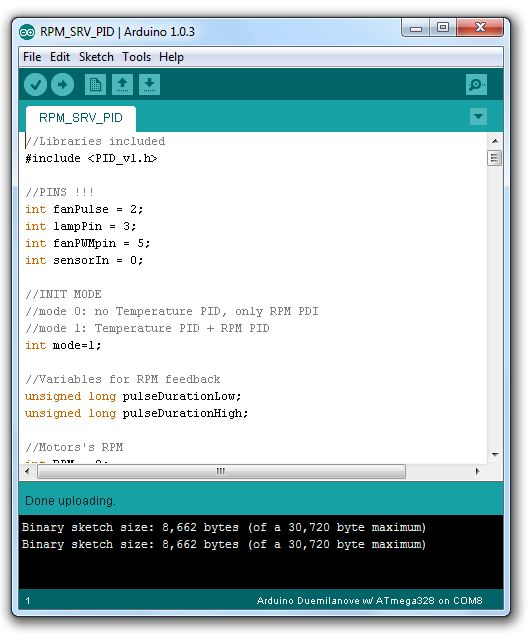 RPM_SRV_PID | Arduino 1.0.3
File Edit Sketch Tools Help
RPM_SRV_PID
//Libraries included
#include <PID_v1.h>
//PINS !!!
int fanPulse = 2;
int lampPin = 3;
int fanPWMpin = 5;
int sensorIn = 0;
//INIT MODE
//mode 0: no Temperature PID, only RPM PDI
//mode 1: Temperature PID + RPM PID
int mode=1;
//Variables for RPM feedback
unsigned long pulseDurationLow;
unsigned long pulseDurationHigh;
//Motors's RPM
int RPM = 0;
Done uploading.
Binary sketch size: 8,662 bytes (of a 30,720 byte maximum)
Binary sketch size: 8,662 bytes (of a 30,720 byte maximum)
1
Arduino Duemilanove w/ ATmega328 on COM8